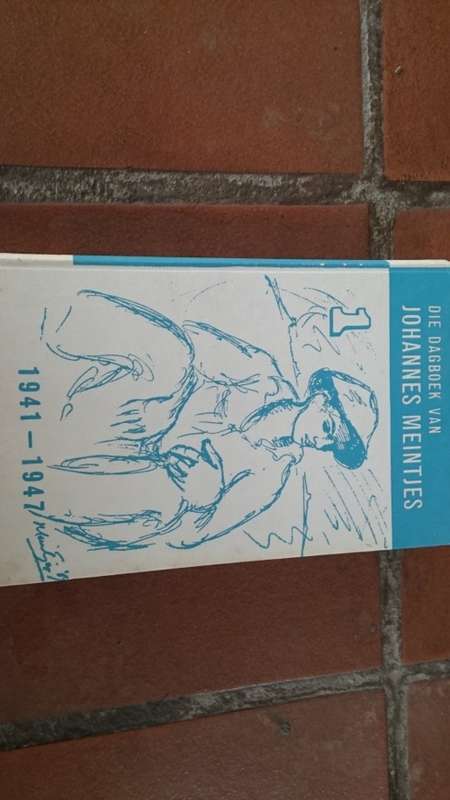 DIE DAGBOEK VAN
JOHANNES MEINTJES
1
1941 – 1947